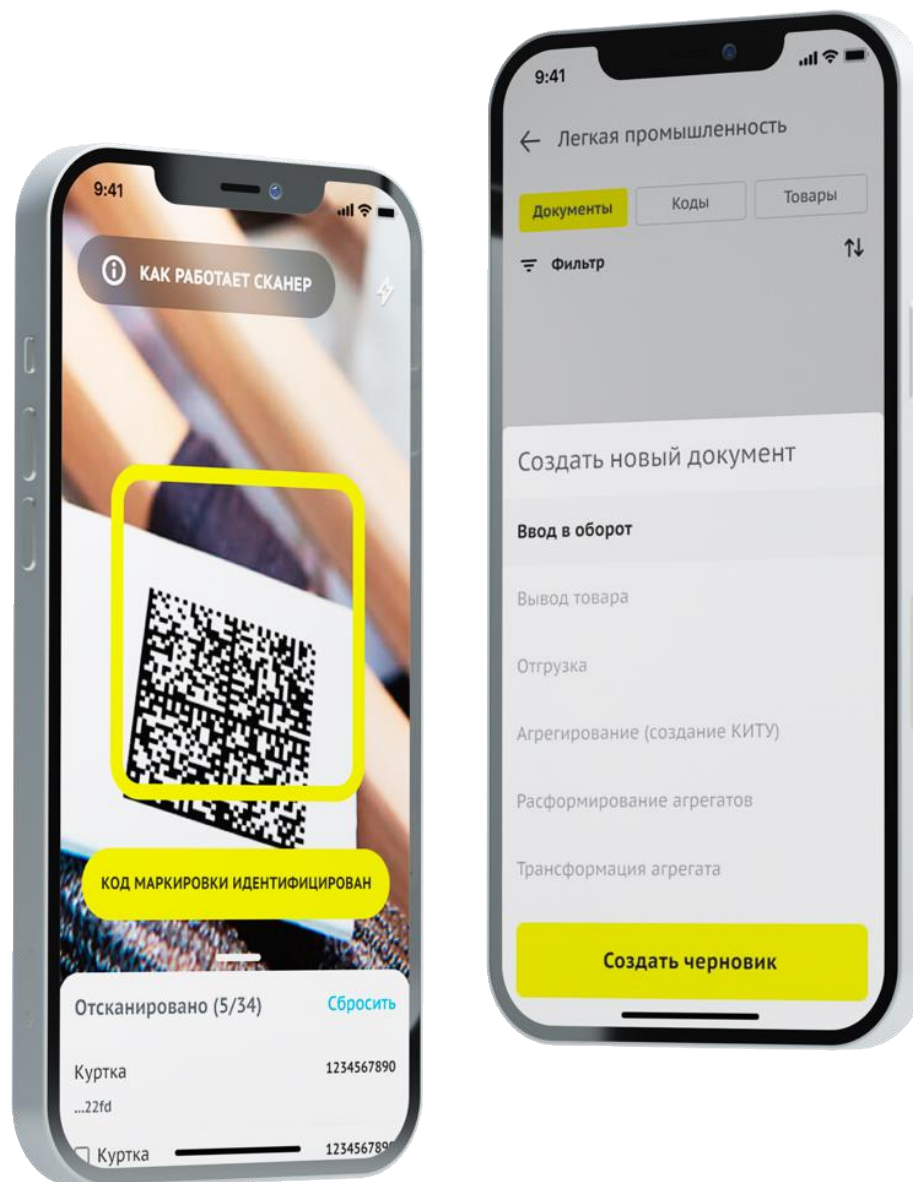 9:41
КАК РАБОТАЕТ СКАНЕР
КОД МАРКИРОВКИ ИДЕНТИФИЦИРОВАН
Отсканировано (5/34) Сбросить
Куртка 1234567890
...22fd
Куртка 1234567890
9:41
Легкая промышленность
Документы Коды Товары
Фильтр
Создать новый документ
Ввод в оборот
Вывод товара
Отгрузка
Агрегирование (создание КИТУ)
Расформирование агрегатов
Трансформация агрегата
Создать черновик